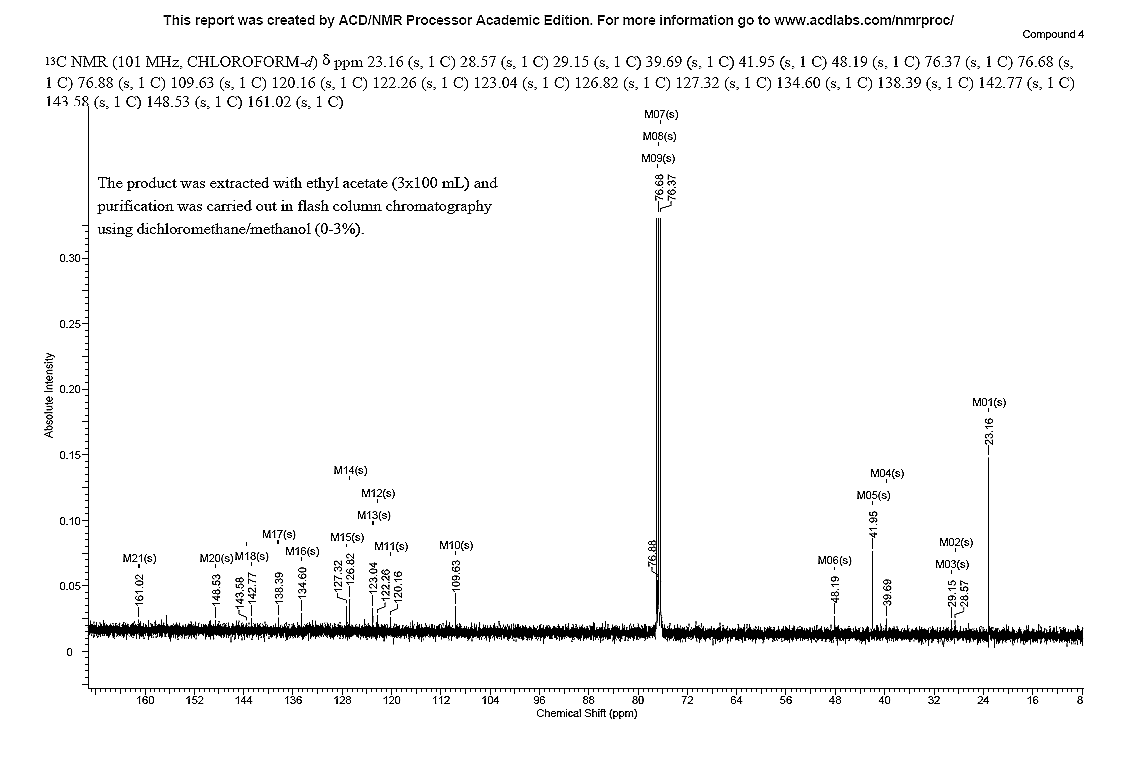 This report was created by ACD/NMR Processor Academic Edition. For more information go to www.acdlabs.com/nmrproc/
Compound 4
13C NMR (101 MHz, CHLOROFORM-d) δ ppm 23.16 (s, 1 C) 28.57 (s, 1 C) 29.15 (s, 1 C) 39.69 (s, 1 C) 41.95 (s, 1 C) 48.19 (s, 1 C) 76.37 (s, 1 C) 76.68 (s,
1 C) 76.88 (s, 1 C) 109.63 (s, 1 C) 120.16 (s, 1 C) 122.26 (s, 1 C) 123.04 (s, 1 C) 126.82 (s, 1 C) 127.32 (s, 1 C) 134.60 (s, 1 C) 138.39 (s, 1 C) 142.77 (s, 1 C)
143.58 (s, 1 C) 148.53 (s, 1 C) 161.02 (s, 1 C)
M07(s)
M08(s)
M09(s)
76.68
76.37
The product was extracted with ethyl acetate (3x100 mL) and
purification was carried out in flash column chromatography
using dichloromethane/methanol (0-3%).
0.30
0.25
0.20
0.15
0.10
0.05
0
Absolute Intensity
M01(s)
23.16
M14(s)
M12(s)
M13(s)
M04(s)
M05(s)
41.95
M17(s)
M16(s)
M15(s)
M11(s)
M10(s)
M02(s)
M03(s)
M21(s)
M20(s)
M18(s)
M06(s)
161.02
148.53
143.58
142.77
138.39
134.60
127.32
126.82
123.04
122.26
120.16
109.63
76.88
48.19
39.69
29.15
28.57
160 152 144 136 128 120 112 104 96 88 80 72 64 56 48 40 32 24 16 8
Chemical Shift (ppm)